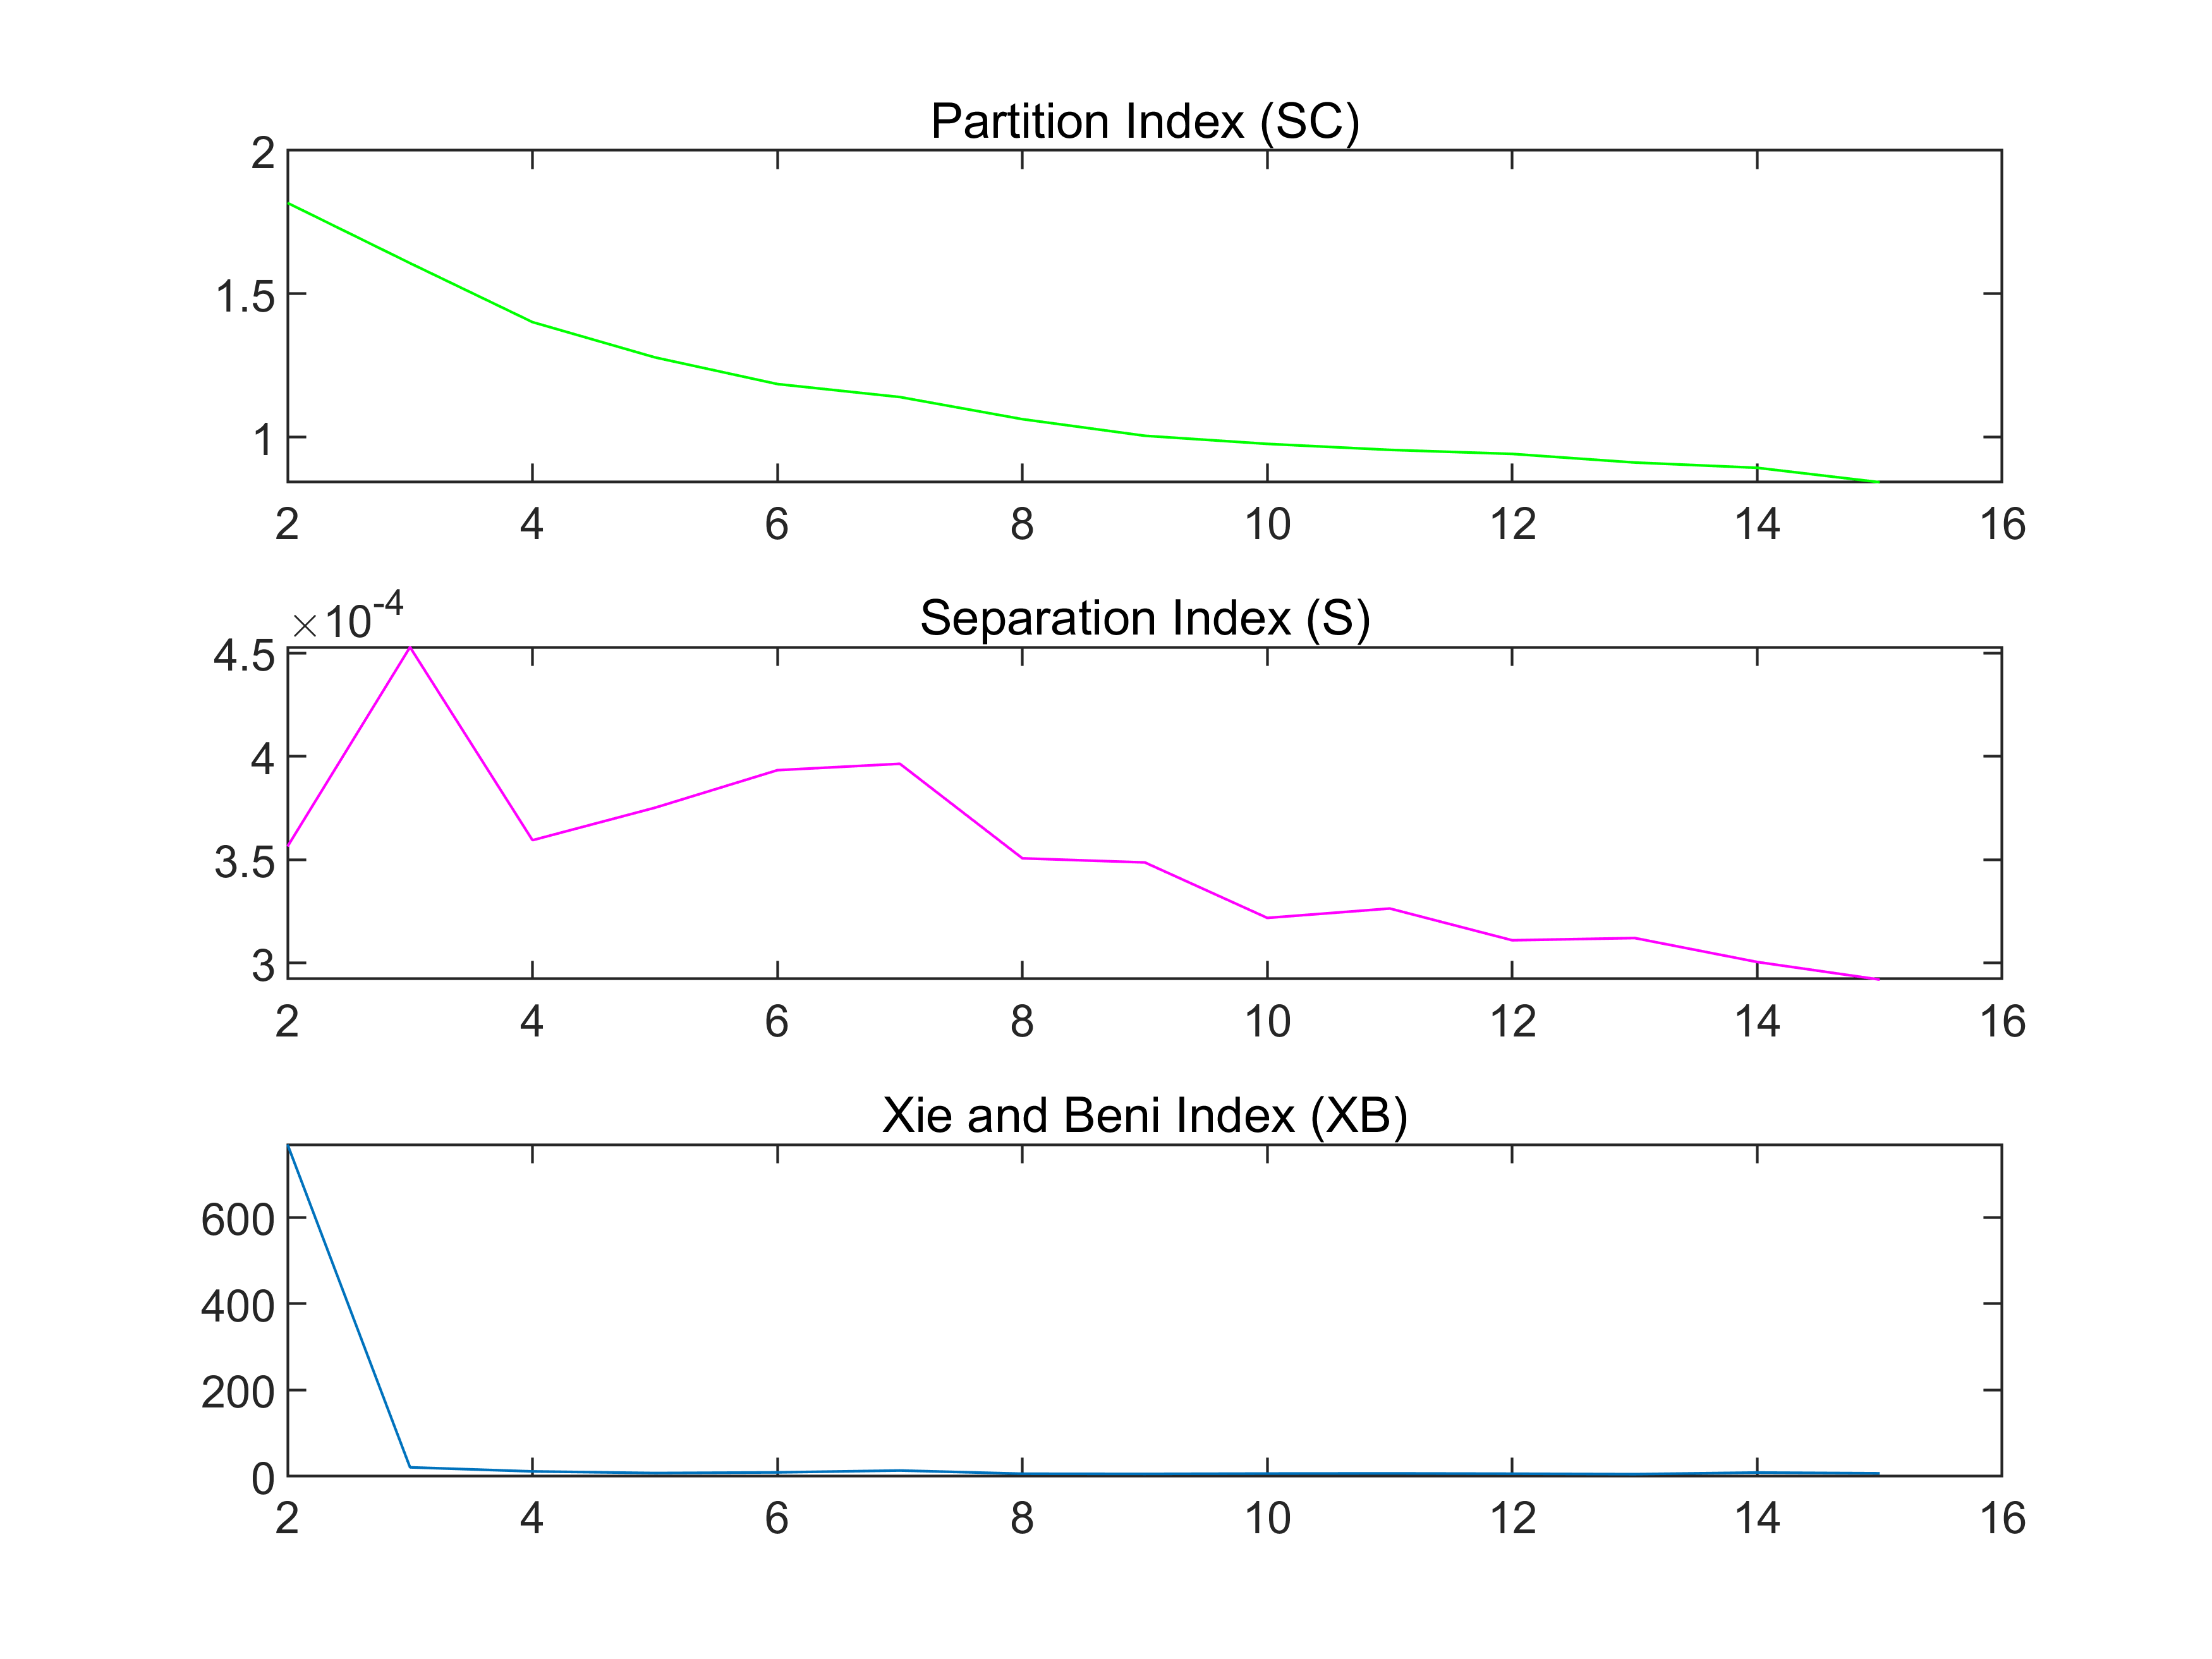 Partition Index (SC)
2
1.5
1
2 4 6 8 10 12 14 16
×10-4
Separation Index (S)
4.5
4
3.5
3
2 4 6 8 10 12 14 16
Xie and Beni Index (XB)
600
400
200
0
2 4 6 8 10 12 14 16